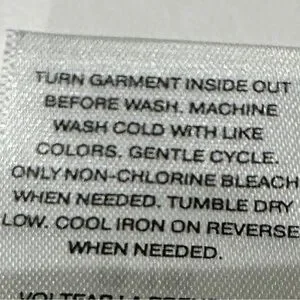 TURN GARMENT INSIDE OUT
BEFORE WASH. MACHINE
WASH COLD WITH LIKE
COLORS. GENTLE CYCLE.
ONLY NON-CHLORINE BLEACH
WHEN NEEDED. TUMBLE DRY
LOW. COOL IRON ON REVERSE
WHEN NEEDED.